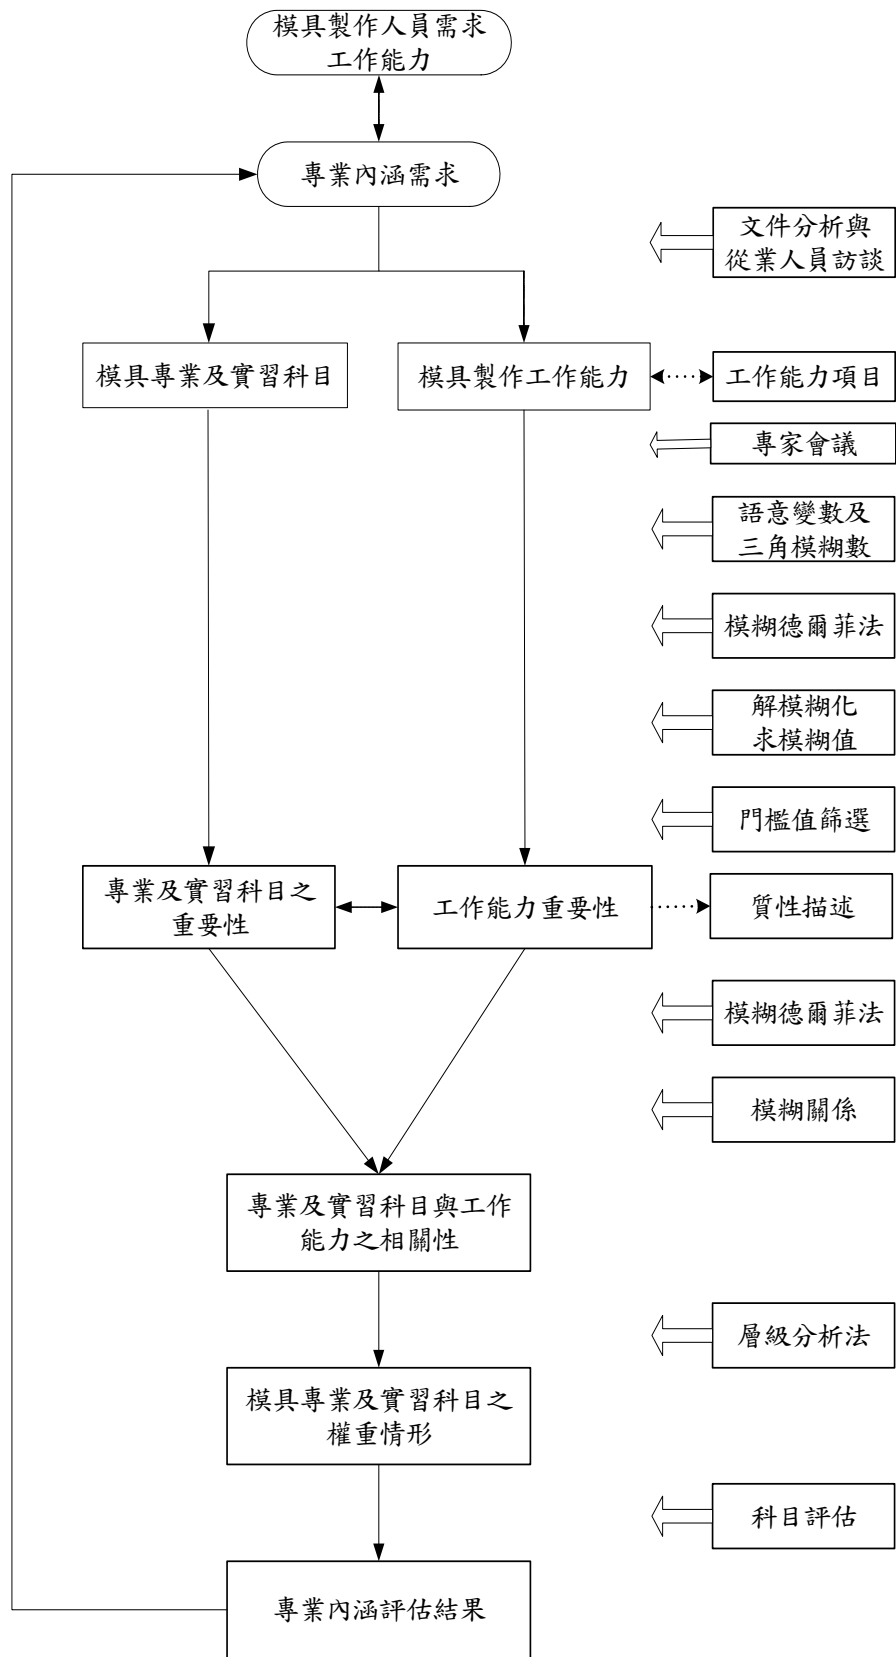 模具製作人員需求
工作能力
專業內涵需求
文件分析與
從業人員訪談
模具專業及實習科目
模具製作工作能力
工作能力項目
專家會議
語意變數及
三角模糊數
模糊德爾菲法
解模糊化
求模糊值
門檻值篩選
專業及實習科目之
重要性
工作能力重要性
質性描述
模糊德爾菲法
模糊關係
專業及實習科目與工作
能力之相關性
層級分析法
模具專業及實習科目之
權重情形
科目評估
專業內涵評估結果